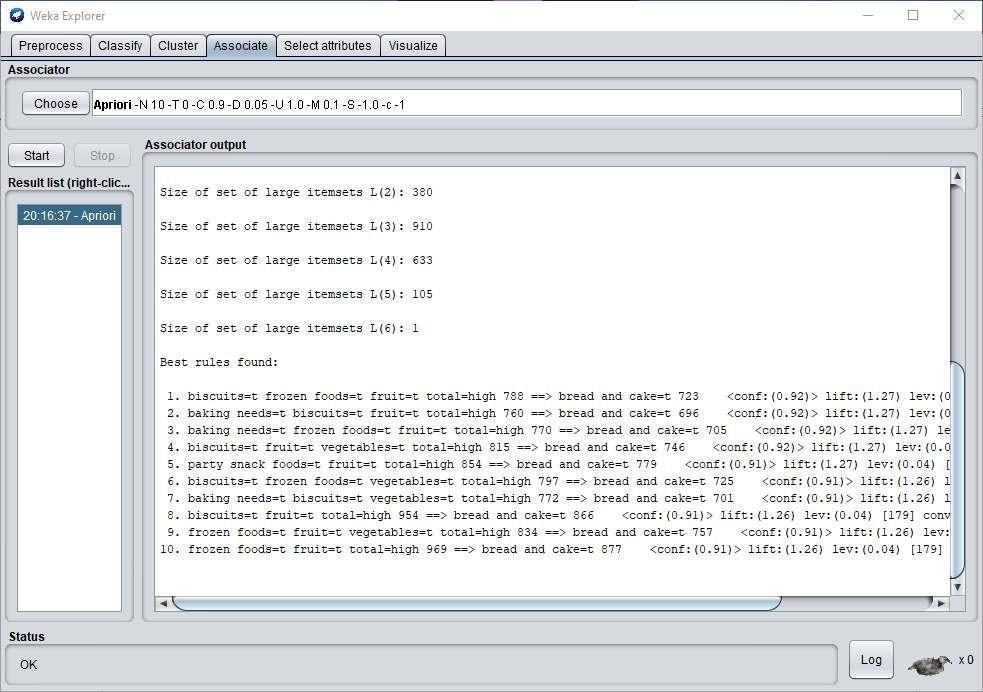 Weka Explorer
Preprocess Classify Cluster Associate Select attributes Visualize
Associator
Choose Apriori -N 10 -T 0 -C 0.9 -D 0.05 -U 1.0 -M 0.1 -S -1.0 -c -1
Start Stop
Associator output
Result list (right-clic...
20:16:37 - Apriori
Size of set of large itemsets L(2): 380
Size of set of large itemsets L(3): 910
Size of set of large itemsets L(4): 633
Size of set of large itemsets L(5): 105
Size of set of large itemsets L(6): 1
Best rules found:
1. biscuits=t frozen foods=t fruit=t total=high 788 ==> bread and cake=t 723 <conf:(0.92)> lift:(1.27) lev:(0
2. baking needs=t biscuits=t fruit=t total=high 760 ==> bread and cake=t 696 <conf:(0.92)> lift:(1.27) lev:(0
3. baking needs=t frozen foods=t fruit=t total=high 770 ==> bread and cake=t 705 <conf:(0.92)> lift:(1.27) le
4. biscuits=t fruit=t vegetables=t total=high 815 ==> bread and cake=t 746 <conf:(0.92)> lift:(1.27) lev:(0.0
5. party snack foods=t fruit=t total=high 854 ==> bread and cake=t 779 <conf:(0.91)> lift:(1.27) lev:(0.04) [
6. biscuits=t frozen foods=t vegetables=t total=high 797 ==> bread and cake=t 725 <conf:(0.91)> lift:(1.26) l
7. baking needs=t biscuits=t vegetables=t total=high 772 ==> bread and cake=t 701 <conf:(0.91)> lift:(1.26) l
8. biscuits=t fruit=t total=high 954 ==> bread and cake=t 866 <conf:(0.91)> lift:(1.26) lev:(0.04) [179] conv
9. frozen foods=t fruit=t vegetables=t total=high 834 ==> bread and cake=t 757 <conf:(0.91)> lift:(1.26) lev:
10. frozen foods=t fruit=t total=high 969 ==> bread and cake=t 877 <conf:(0.91)> lift:(1.26) lev:(0.04) [179]
Status
OK
Log x 0